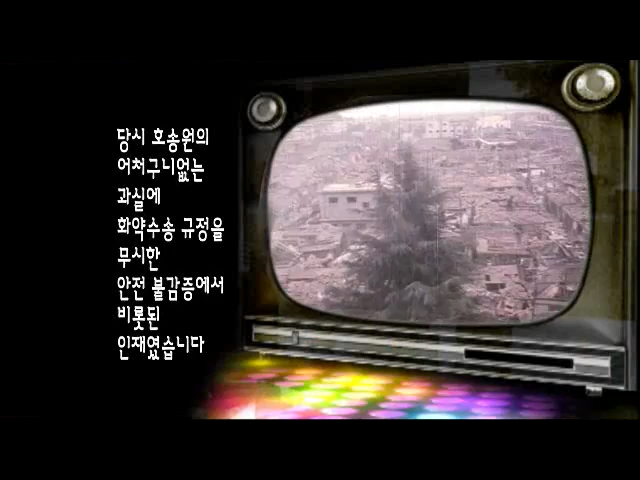 당시 호송원의
어처구니없는
과실에
화약수송 규정을
무시한
안전 불감증에서
비롯된
인재였습니다